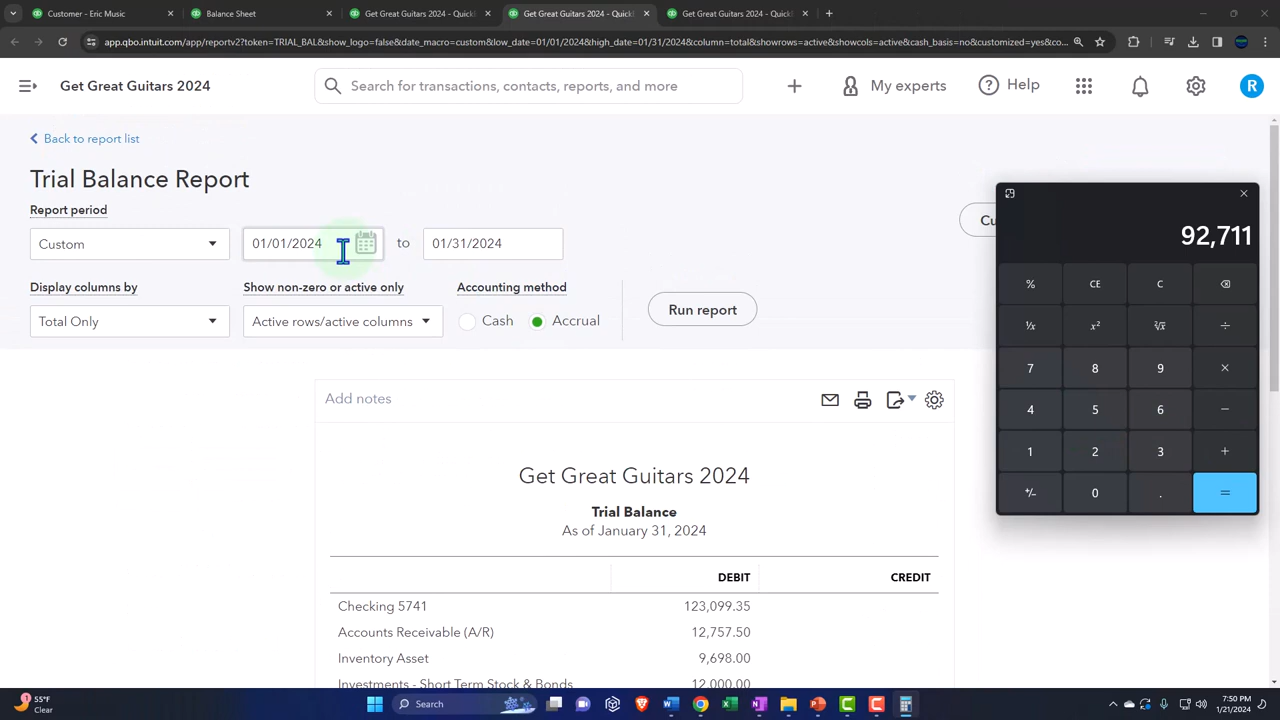 Customer - Eric Music
Balance Sheet
Get Great Guitars 2024 - Quick
Get Great Guitars 2024 - Quick
Get Great Guitars 2024 - Quick
app.qbo.intuit.com/app/reportv2?token=TRIAL_BAL&show_logo=false&date_macro=custom&low_date=01/01/2024&high_date=01/31/2024&column=total&showrows=active&showcols=active&cash_basis=no&customized=yes&co...
Get Great Guitars 2024
Search for transactions, contacts, reports, and more
My experts
Help
R
Back to report list
Trial Balance Report
Report period
Custom
01/01/2024
to
01/31/2024
Cu
Display columns by
Show non-zero or active only
Accounting method
Total Only
Active rows/active columns
Cash
Accrual
Run report
Add notes
Get Great Guitars 2024
Trial Balance
As of January 31, 2024
DEBIT CREDIT
Checking 5741 123,099.35
Accounts Receivable (A/R) 12,757.50
Inventory Asset 9,698.00
Investments - Short Term Stock & Bonds 12,000.00
92,711
% CE C
¹/x x² ²√x ÷
7 8 9 ×
4 5 6 −
1 2 3 +
+/− 0 . =
55°F
Clear
Search
7:50 PM
1/21/2024